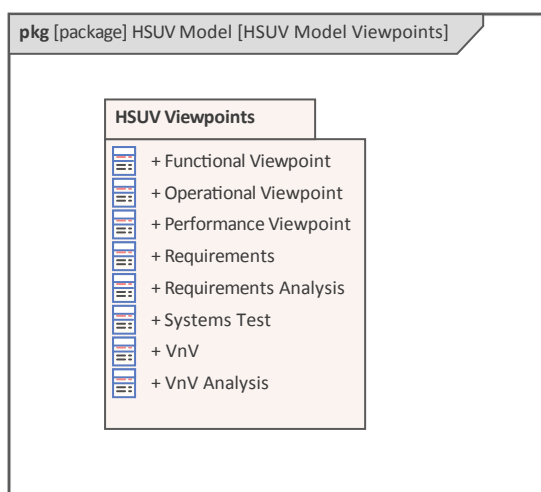 pkg [package] HSUV Model [HSUV Model Viewpoints]
HSUV Viewpoints
+ Functional Viewpoint
+ Operational Viewpoint
+ Performance Viewpoint
+ Requirements
+ Requirements Analysis
+ Systems Test
+ VnV
+ VnV Analysis